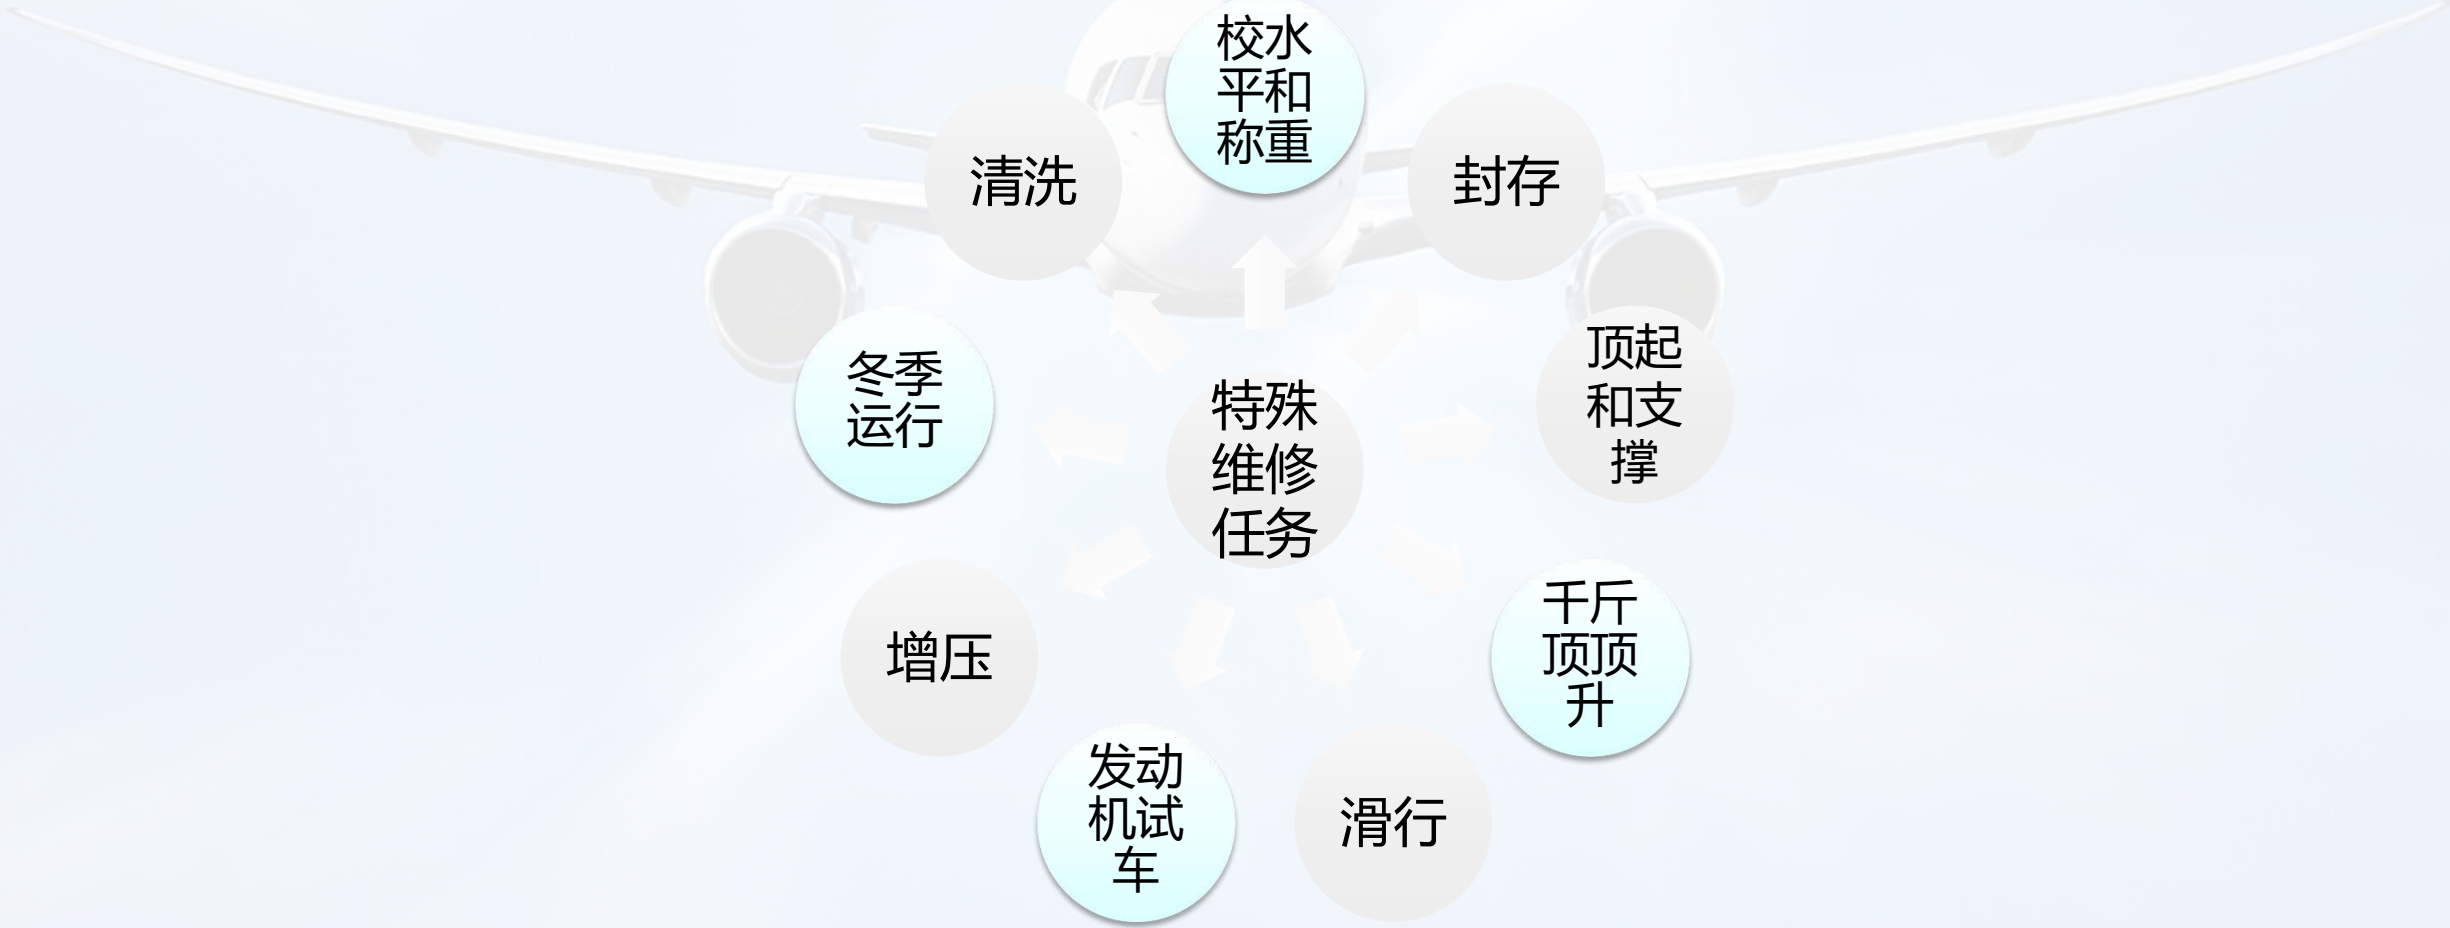 校水
平和
称重
清洗
封存
冬季
运行
顶起
和支
撑
特殊
维修
任务
增压
千斤
顶顶
升
发动
机试
车
滑行